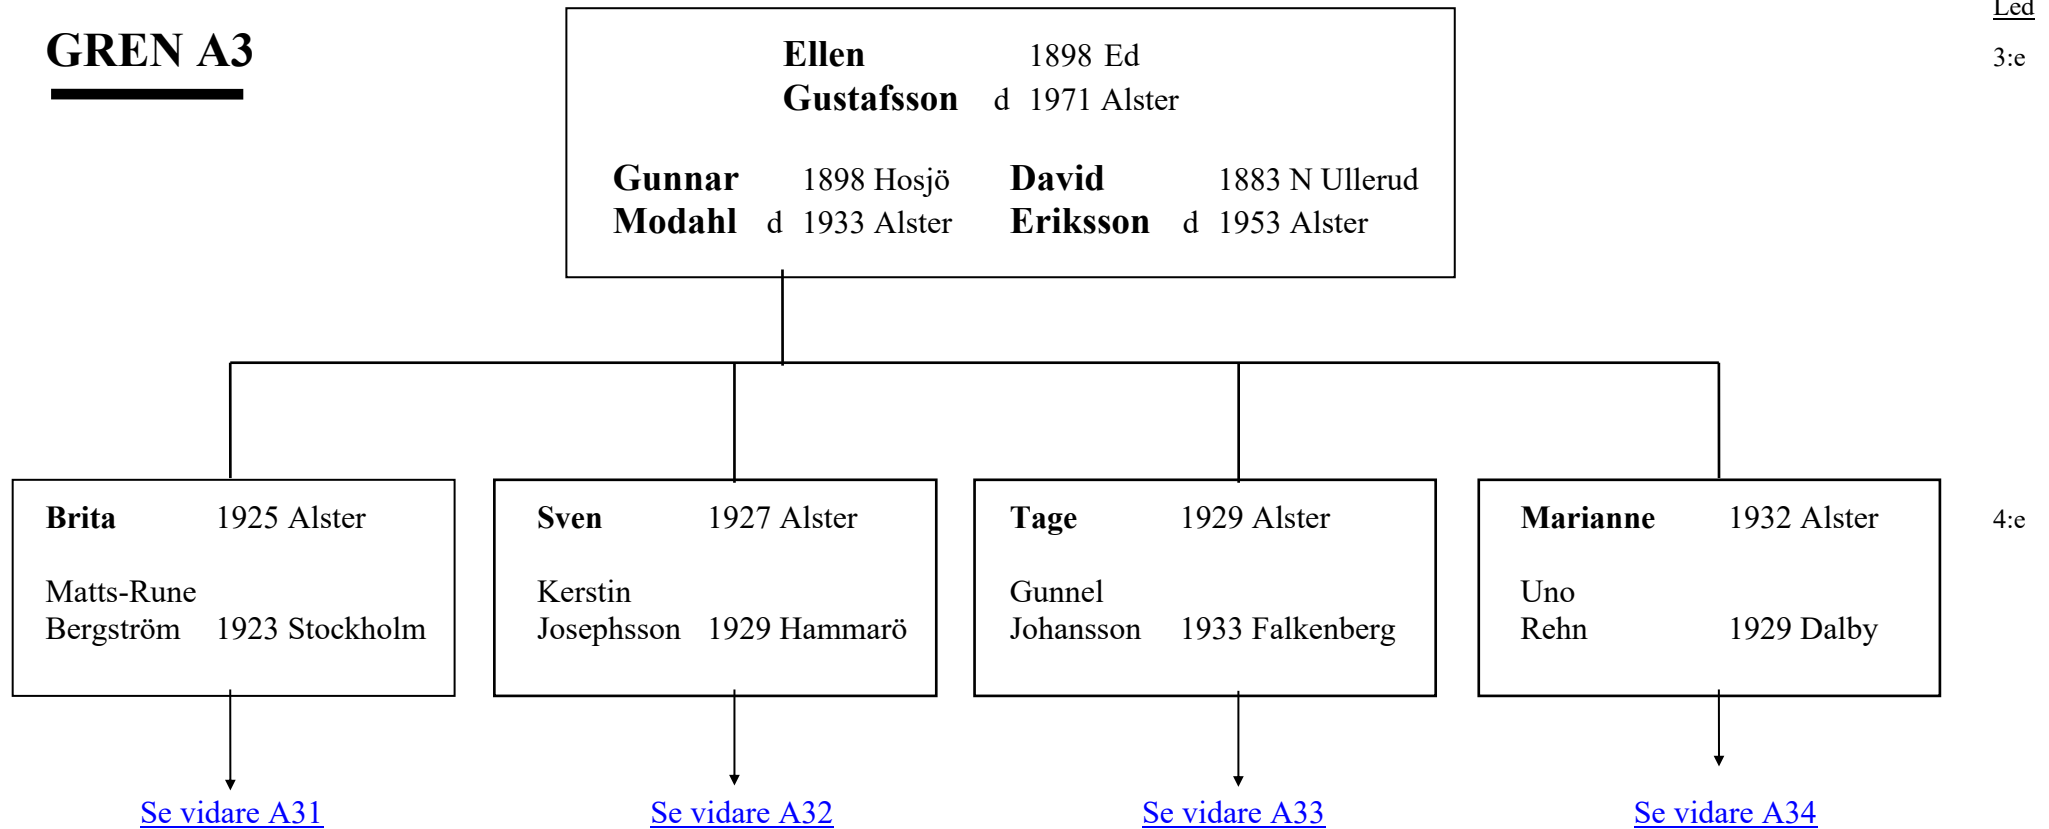 Led
GREN A3
Ellen 1898 Ed
3:e
Gustafsson d 1971 Alster
Gunnar 1898 Hosjö David 1883 N Ullerud
Modahl d 1933 Alster Eriksson d 1953 Alster
Brita 1925 Alster
Matts-Rune
Bergström 1923 Stockholm
Sven 1927 Alster
Kerstin
Josephsson 1929 Hammarö
Tage 1929 Alster
Gunnel
Johansson 1933 Falkenberg
Marianne 1932 Alster
Uno
Rehn 1929 Dalby
4:e
Se vidare A31
Se vidare A32
Se vidare A33
Se vidare A34